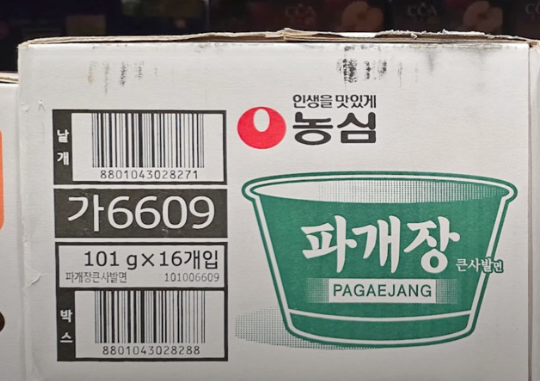 인생을 맛있게
농심
낱개
8801043028271
가6609
101 g×16개입
파개장큰사발면 101006609
박스
8801043028288
파개장
큰사발면
PAGAEJANG